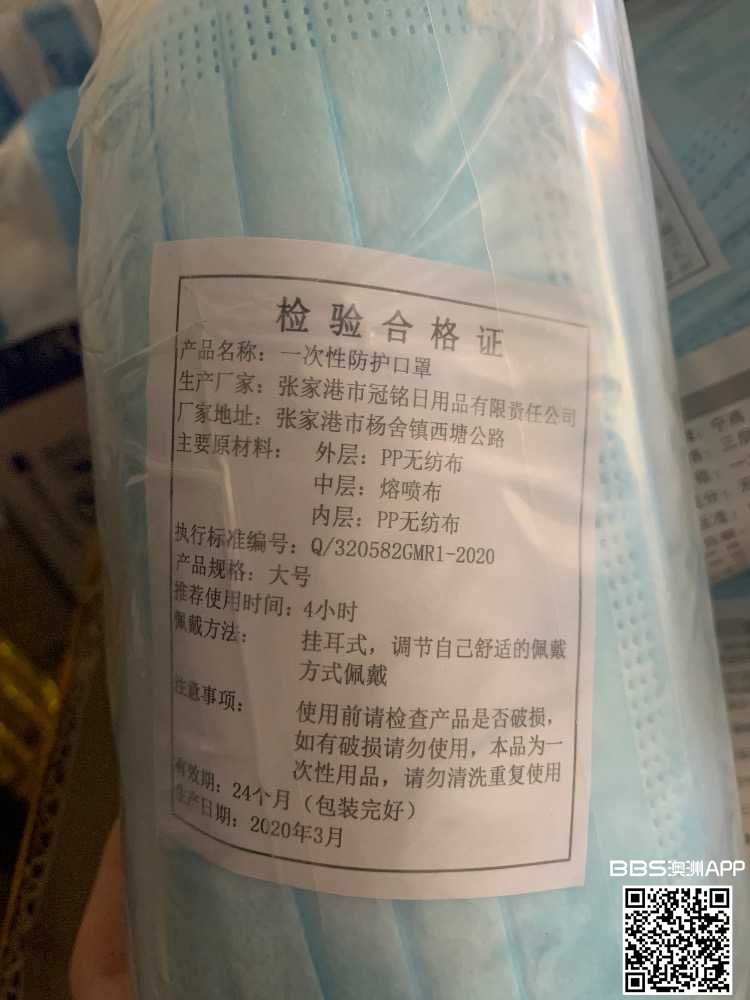 检验合格证
产品名称：一次性防护口罩
生产厂家：张家港市冠铭日用品有限责任公司
厂家地址：张家港市杨舍镇西塘公路
主要原材料：外层：PP无纺布
中层：熔喷布
内层：PP无纺布
执行标准编号：Q/320582GMR1-2020
产品规格：大号
推荐使用时间：4小时
佩戴方法：挂耳式，调节自己舒适的佩戴
方式佩戴
注意事项：使用前请检查产品是否破损，
如有破损请勿使用，本品为一
次性用品，请勿清洗重复使用
有效期：24个月（包装完好）
生产日期：2020年3月
BBS澳洲APP